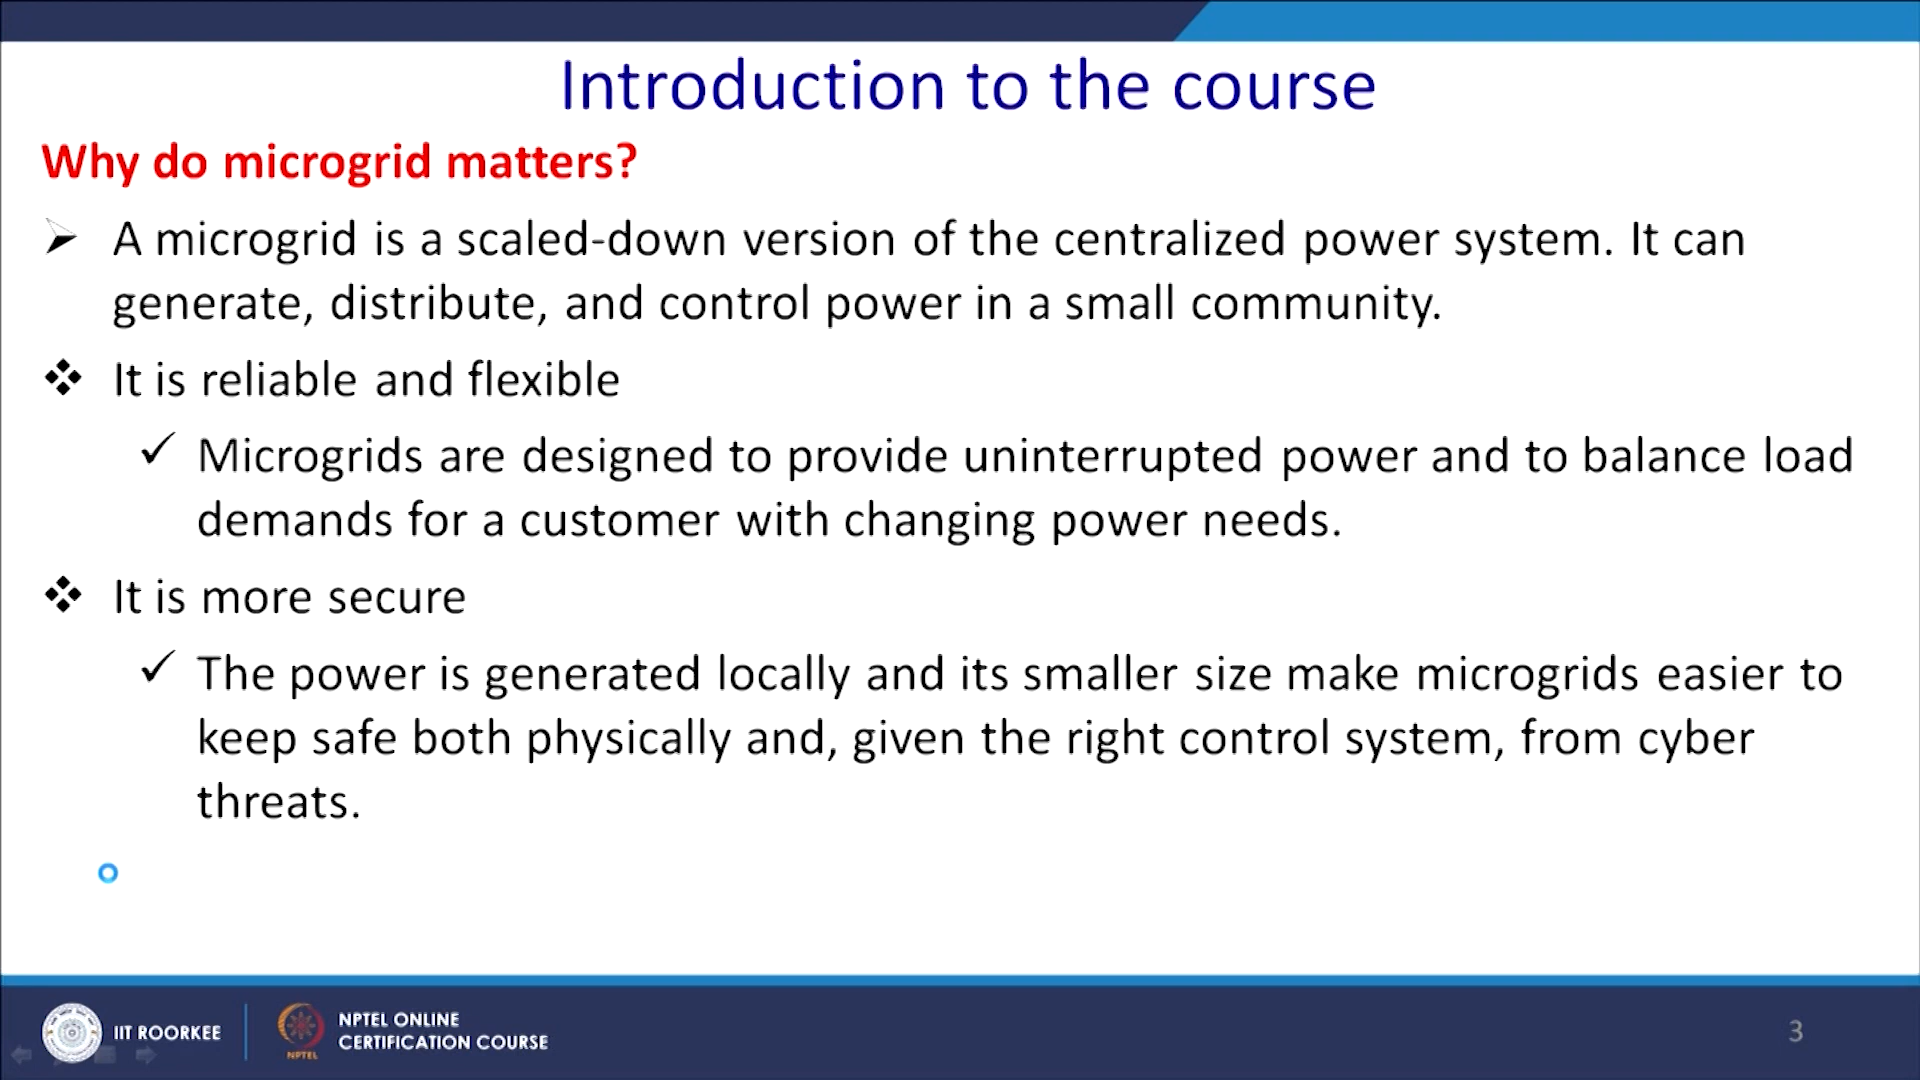 Introduction to the course
Why do microgrid matters?
A microgrid is a scaled-down version of the centralized power system. It can
generate, distribute, and control power in a small community.
It is reliable and flexible
Microgrids are designed to provide uninterrupted power and to balance load
demands for a customer with changing power needs.
It is more secure
The power is generated locally and its smaller size make microgrids easier to
keep safe both physically and, given the right control system, from cyber
threats.
IIT ROORKEE
NPTEL
NPTEL ONLINE
CERTIFICATION COURSE
3